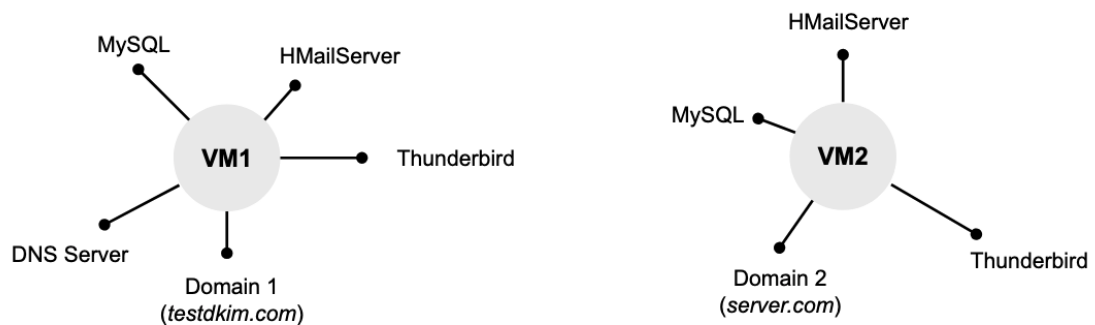 MySQL
HMailServer
VM1
Thunderbird
DNS Server
Domain 1
(testdkim.com)
HMailServer
MySQL
VM2
Thunderbird
Domain 2
(server.com)